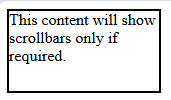 This content will show
scrollbars only if
required.